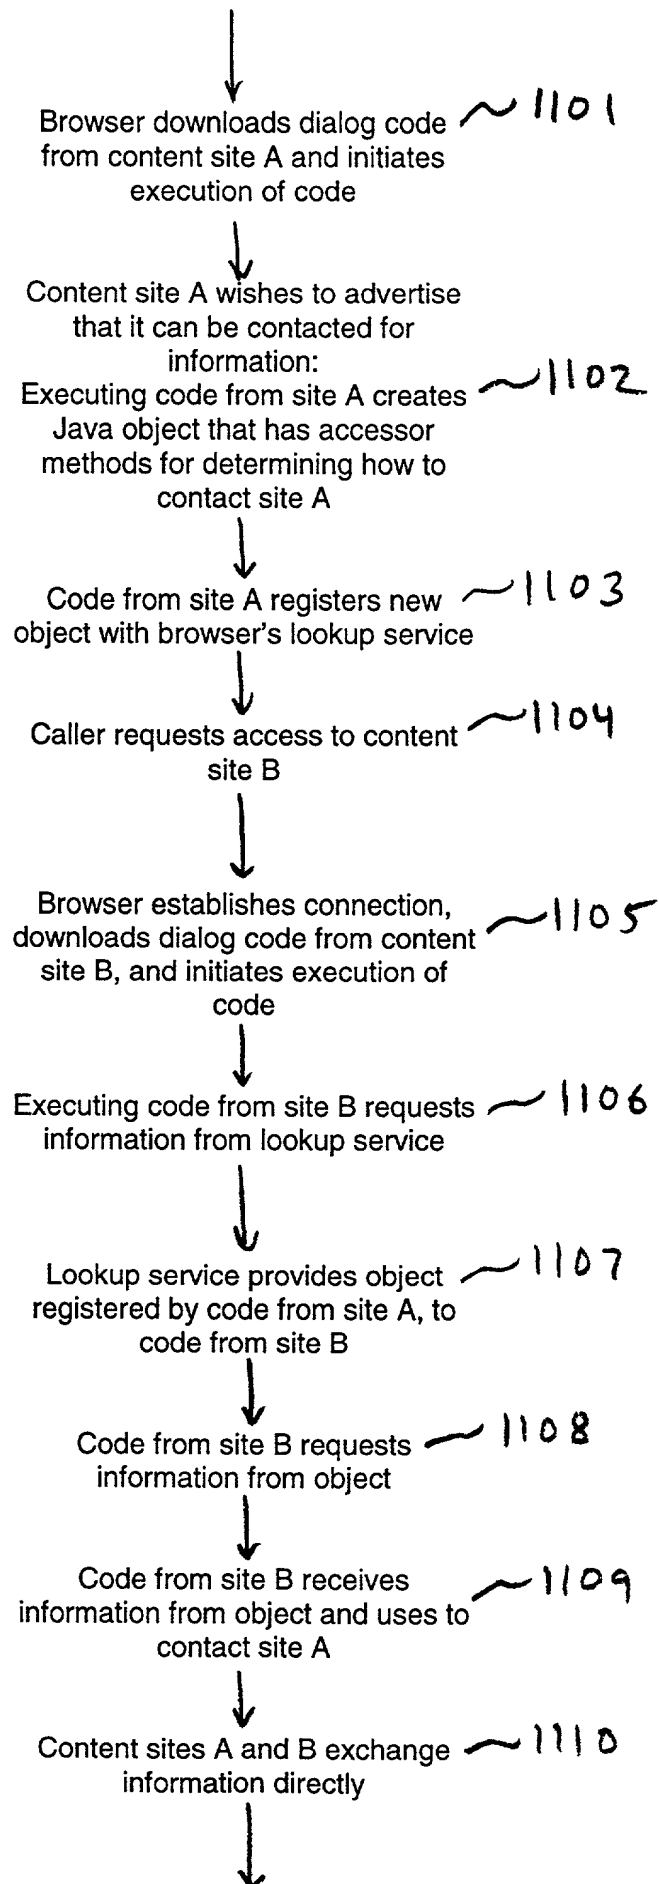 Browser downloads dialog code 1101
from content site A and initiates
execution of code
Content site A wishes to advertise
that it can be contacted for
information:
Executing code from site A creates 1102
Java object that has accessor
methods for determining how to
contact site A
Code from site A registers new 1103
object with browser's lookup service
Caller requests access to content 1104
site B
Browser establishes connection, 1105
downloads dialog code from content
site B, and initiates execution of
code
Executing code from site B requests 1106
information from lookup service
Lookup service provides object 1107
registered by code from site A, to
code from site B
Code from site B requests 1108
information from object
Code from site B receives 1109
information from object and uses to
contact site A
Content sites A and B exchange 1110
information directly